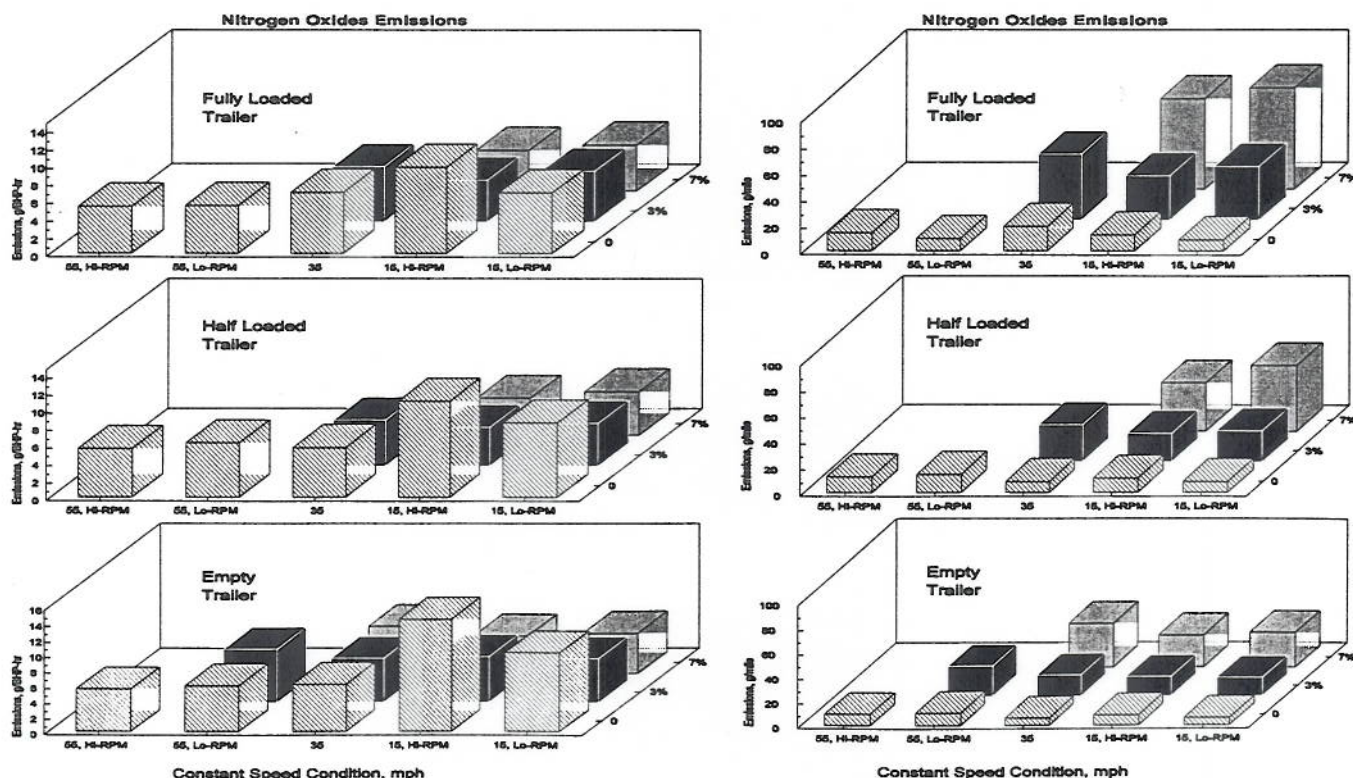 Nitrogen Oxides Emissions
Fully Loaded
Trailer
Emissions, g/BHP-hr
14
12
10
8
6
4
2
0
7%
3%
0
55, Hi-RPM 55, Lo-RPM 35 15, Hi-RPM 15, Lo-RPM
Half Loaded
Trailer
Emissions, g/BHP-hr
14
12
10
8
6
4
2
0
7%
3%
0
55, Hi-RPM 55, Lo-RPM 35 15, Hi-RPM 15, Lo-RPM
Empty
Trailer
Emissions, g/BHP-hr
16
14
12
10
8
6
4
2
0
7%
3%
0
55, Hi-RPM 55, Lo-RPM 35 15, Hi-RPM 15, Lo-RPM
Constant Speed Condition, mph
Nitrogen Oxides Emissions
Fully Loaded
Trailer
Emissions, g/mile
100
80
60
40
20
0
7%
3%
0
55, Hi-RPM 55, Lo-RPM 35 15, Hi-RPM 15, Lo-RPM
Half Loaded
Trailer
Emissions, g/mile
100
80
60
40
20
0
7%
3%
0
55, Hi-RPM 55, Lo-RPM 35 15, Hi-RPM 15, Lo-RPM
Empty
Trailer
Emissions, g/mile
100
80
60
40
20
0
7%
3%
0
55, Hi-RPM 55, Lo-RPM 35 15, Hi-RPM 15, Lo-RPM
Constant Speed Condition, mph